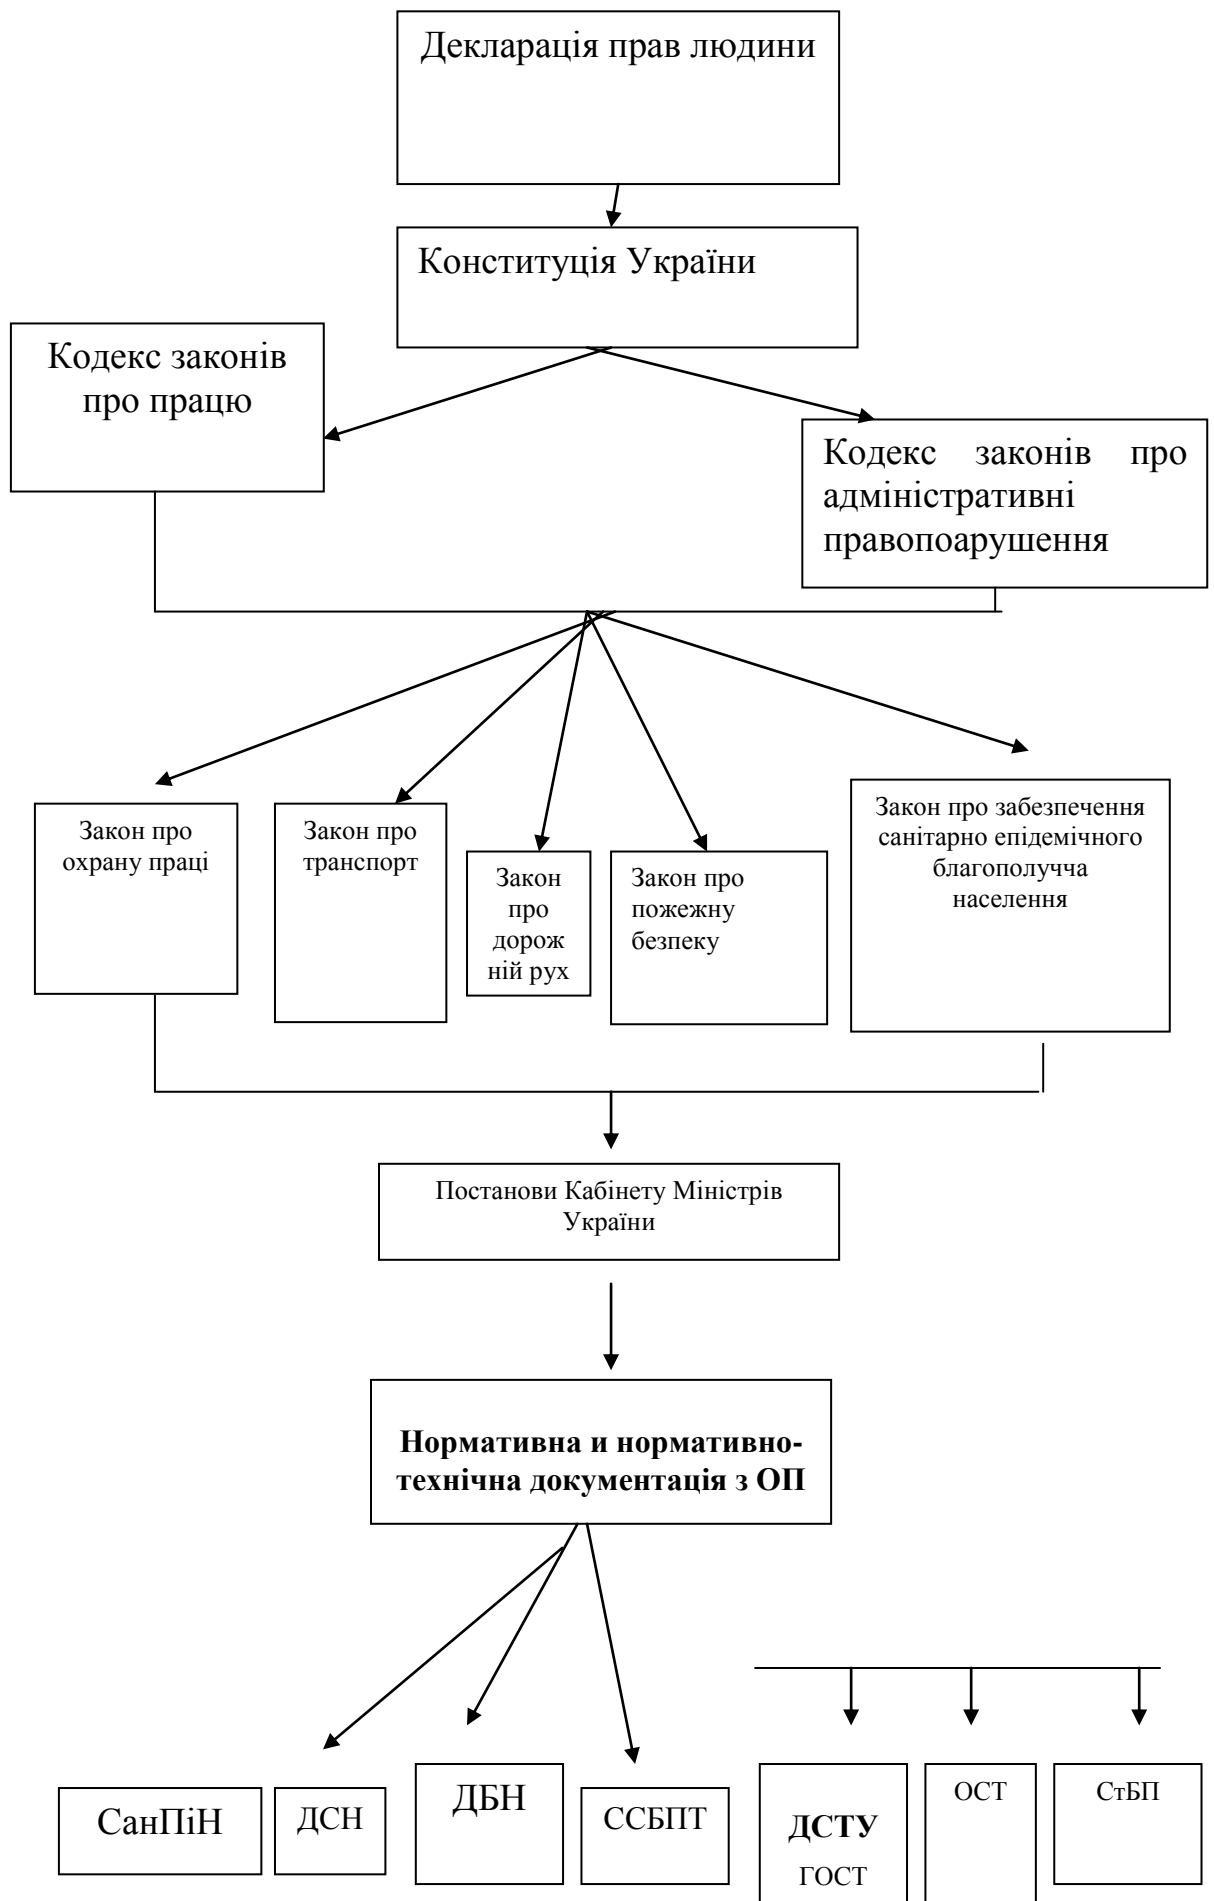 Декларація прав людини
Конституція України
Кодекс законів
про працю
Кодекс законів про
адміністративні
правопоарушення
Закон про
охрану праці
Закон про
транспорт
Закон
про
дорож
ній рух
Закон про
пожежну
безпеку
Закон про забезпечення
санітарно епідемічного
благополучча
населення
Постанови Кабінету Міністрів
України
Нормативна и нормативно-
технічна документація з ОП
СанПіН
ДСН
ДБН
ССБПТ
ДСТУ
ГОСТ
ОСТ
СтБП